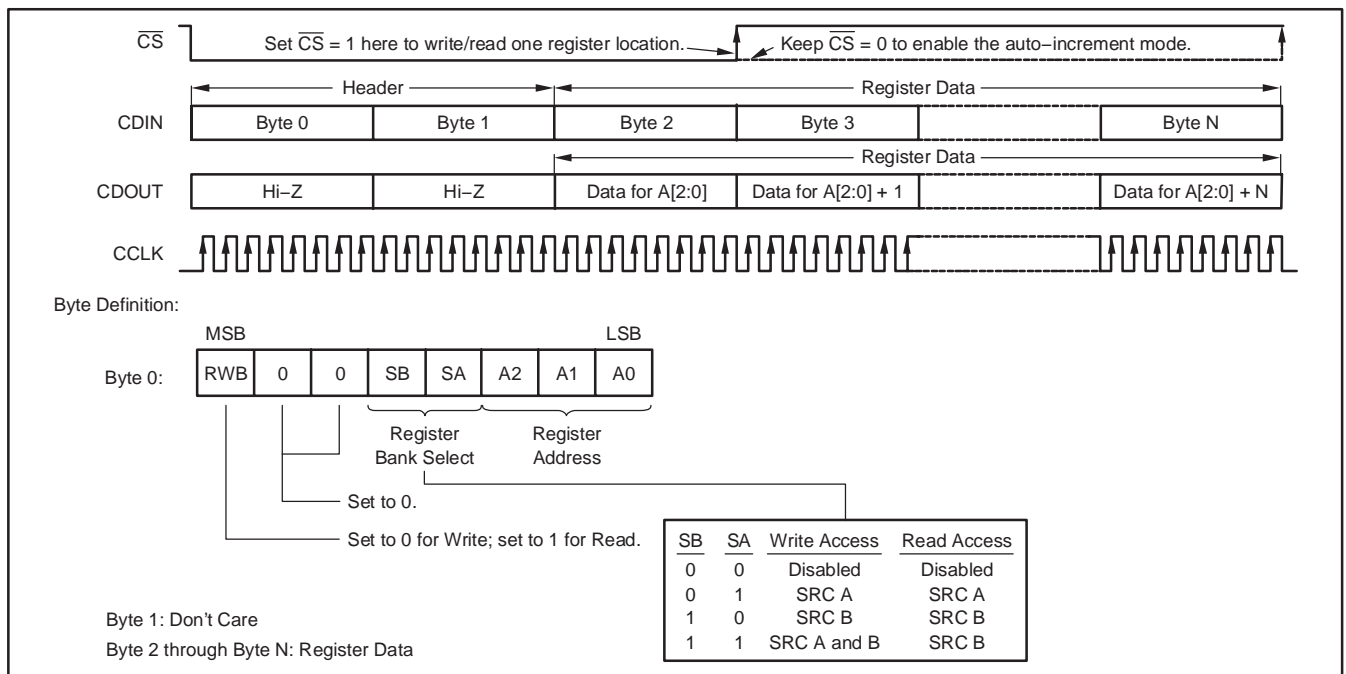 CS Set CS = 1 here to write/read one register location. Keep CS = 0 to enable the auto−increment mode.
Header Register Data
CDIN Byte 0 Byte 1 Byte 2 Byte 3 Byte N
Register Data
CDOUT Hi−Z Hi−Z Data for A[2:0] Data for A[2:0] + 1 Data for A[2:0] + N
CCLK
Byte Definition:
MSB LSB
Byte 0: RWB 0 0 SB SA A2 A1 A0
Register Bank Select
Register Address
Set to 0.
Set to 0 for Write; set to 1 for Read.
SB SA Write Access Read Access
0 0 Disabled Disabled
0 1 SRC A SRC A
1 0 SRC B SRC B
1 1 SRC A and B SRC B
Byte 1: Don't Care
Byte 2 through Byte N: Register Data